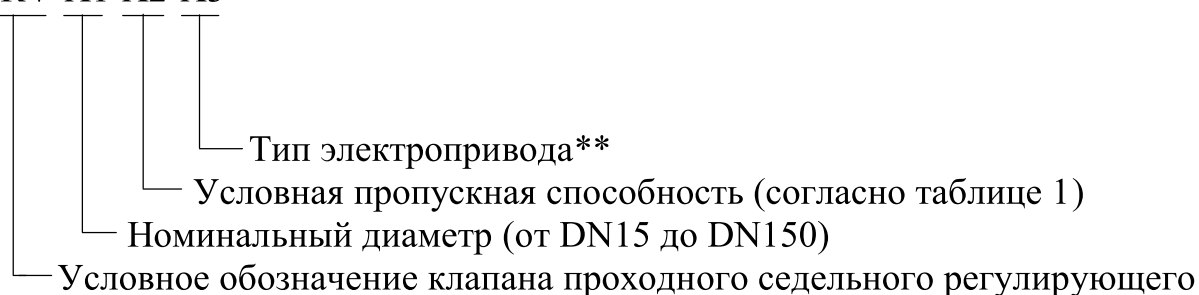 Тип электропривода**
Условная пропускная способность (согласно таблице 1)
Номинальный диаметр (от DN15 до DN150)
Условное обозначение клапана проходного седельного регулирующего